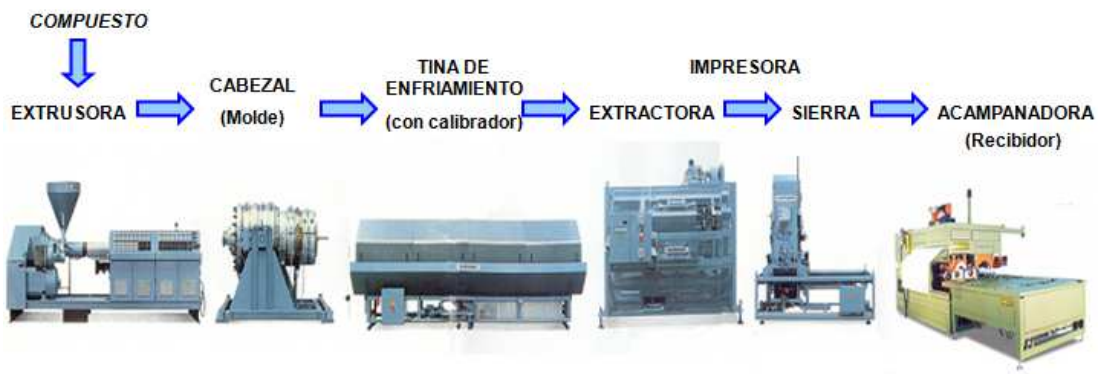 COMPUESTO
EXTRUSORA
CABEZAL
(Molde)
TINA DE
ENFRIAMIENTO
(con calibrador)
EXTRACTORA
IMPRESORA
SIERRA
ACAMPANADORA
(Recibidor)